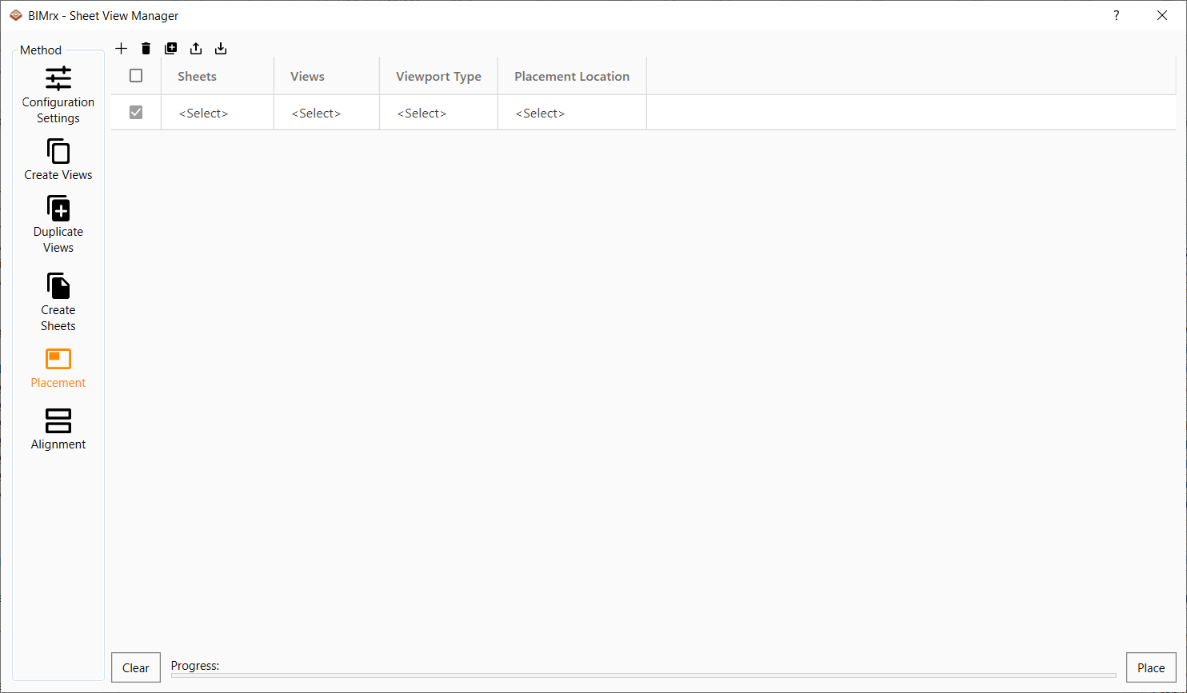 BIMrx - Sheet View Manager
?
Method
Configuration
Settings
Create Views
Duplicate
Views
Create
Sheets
Placement
Alignment
Sheets Views Viewport Type Placement Location
<Select> <Select> <Select> <Select>
Clear Progress: Place